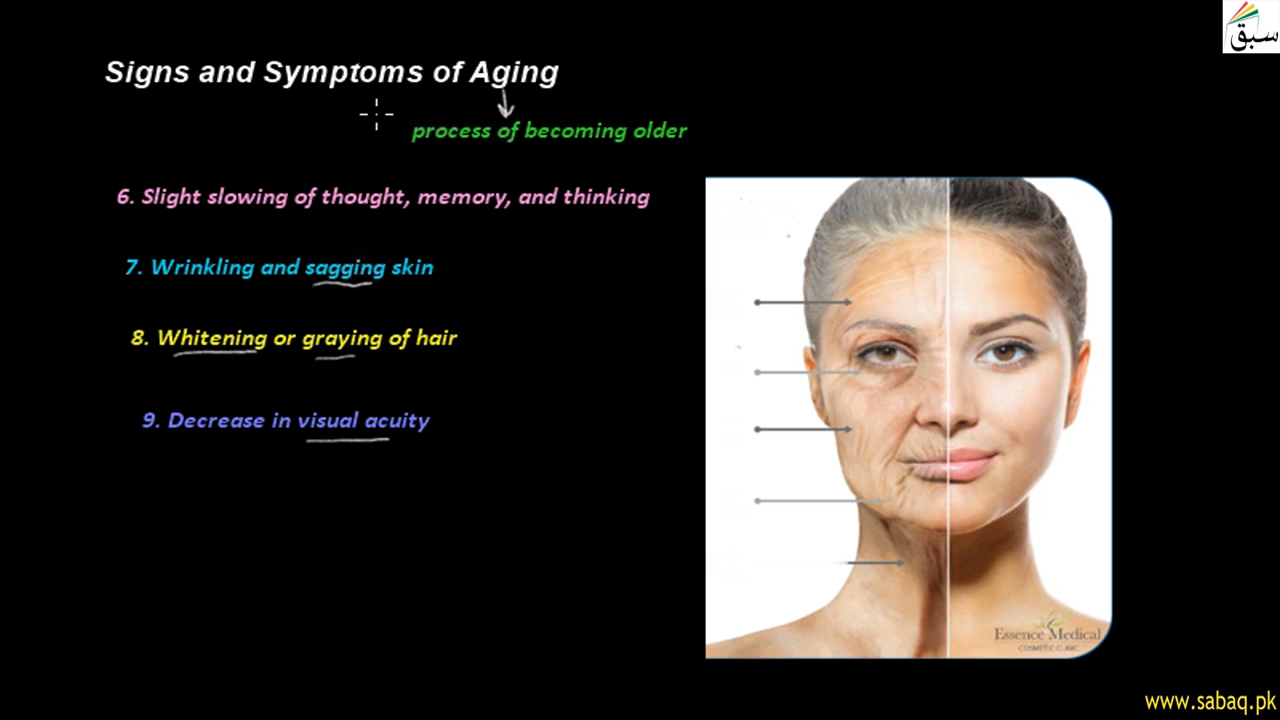 سبق
Signs and Symptoms of Aging
process of becoming older
6. Slight slowing of thought, memory, and thinking
7. Wrinkling and sagging skin
8. Whitening or graying of hair
9. Decrease in visual acuity
Essence Medical
COSMETIC CLINIC
www.sabaq.pk